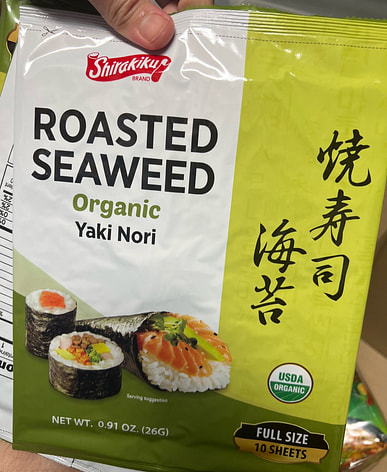 Shirakiku
BRAND
ROASTED
SEAWEED
Organic
Yaki Nori
焼寿司
海苔
Serving Suggestion
USDA
ORGANIC
NET WT. 0.91 OZ. (26G)
FULL SIZE
10 SHEETS